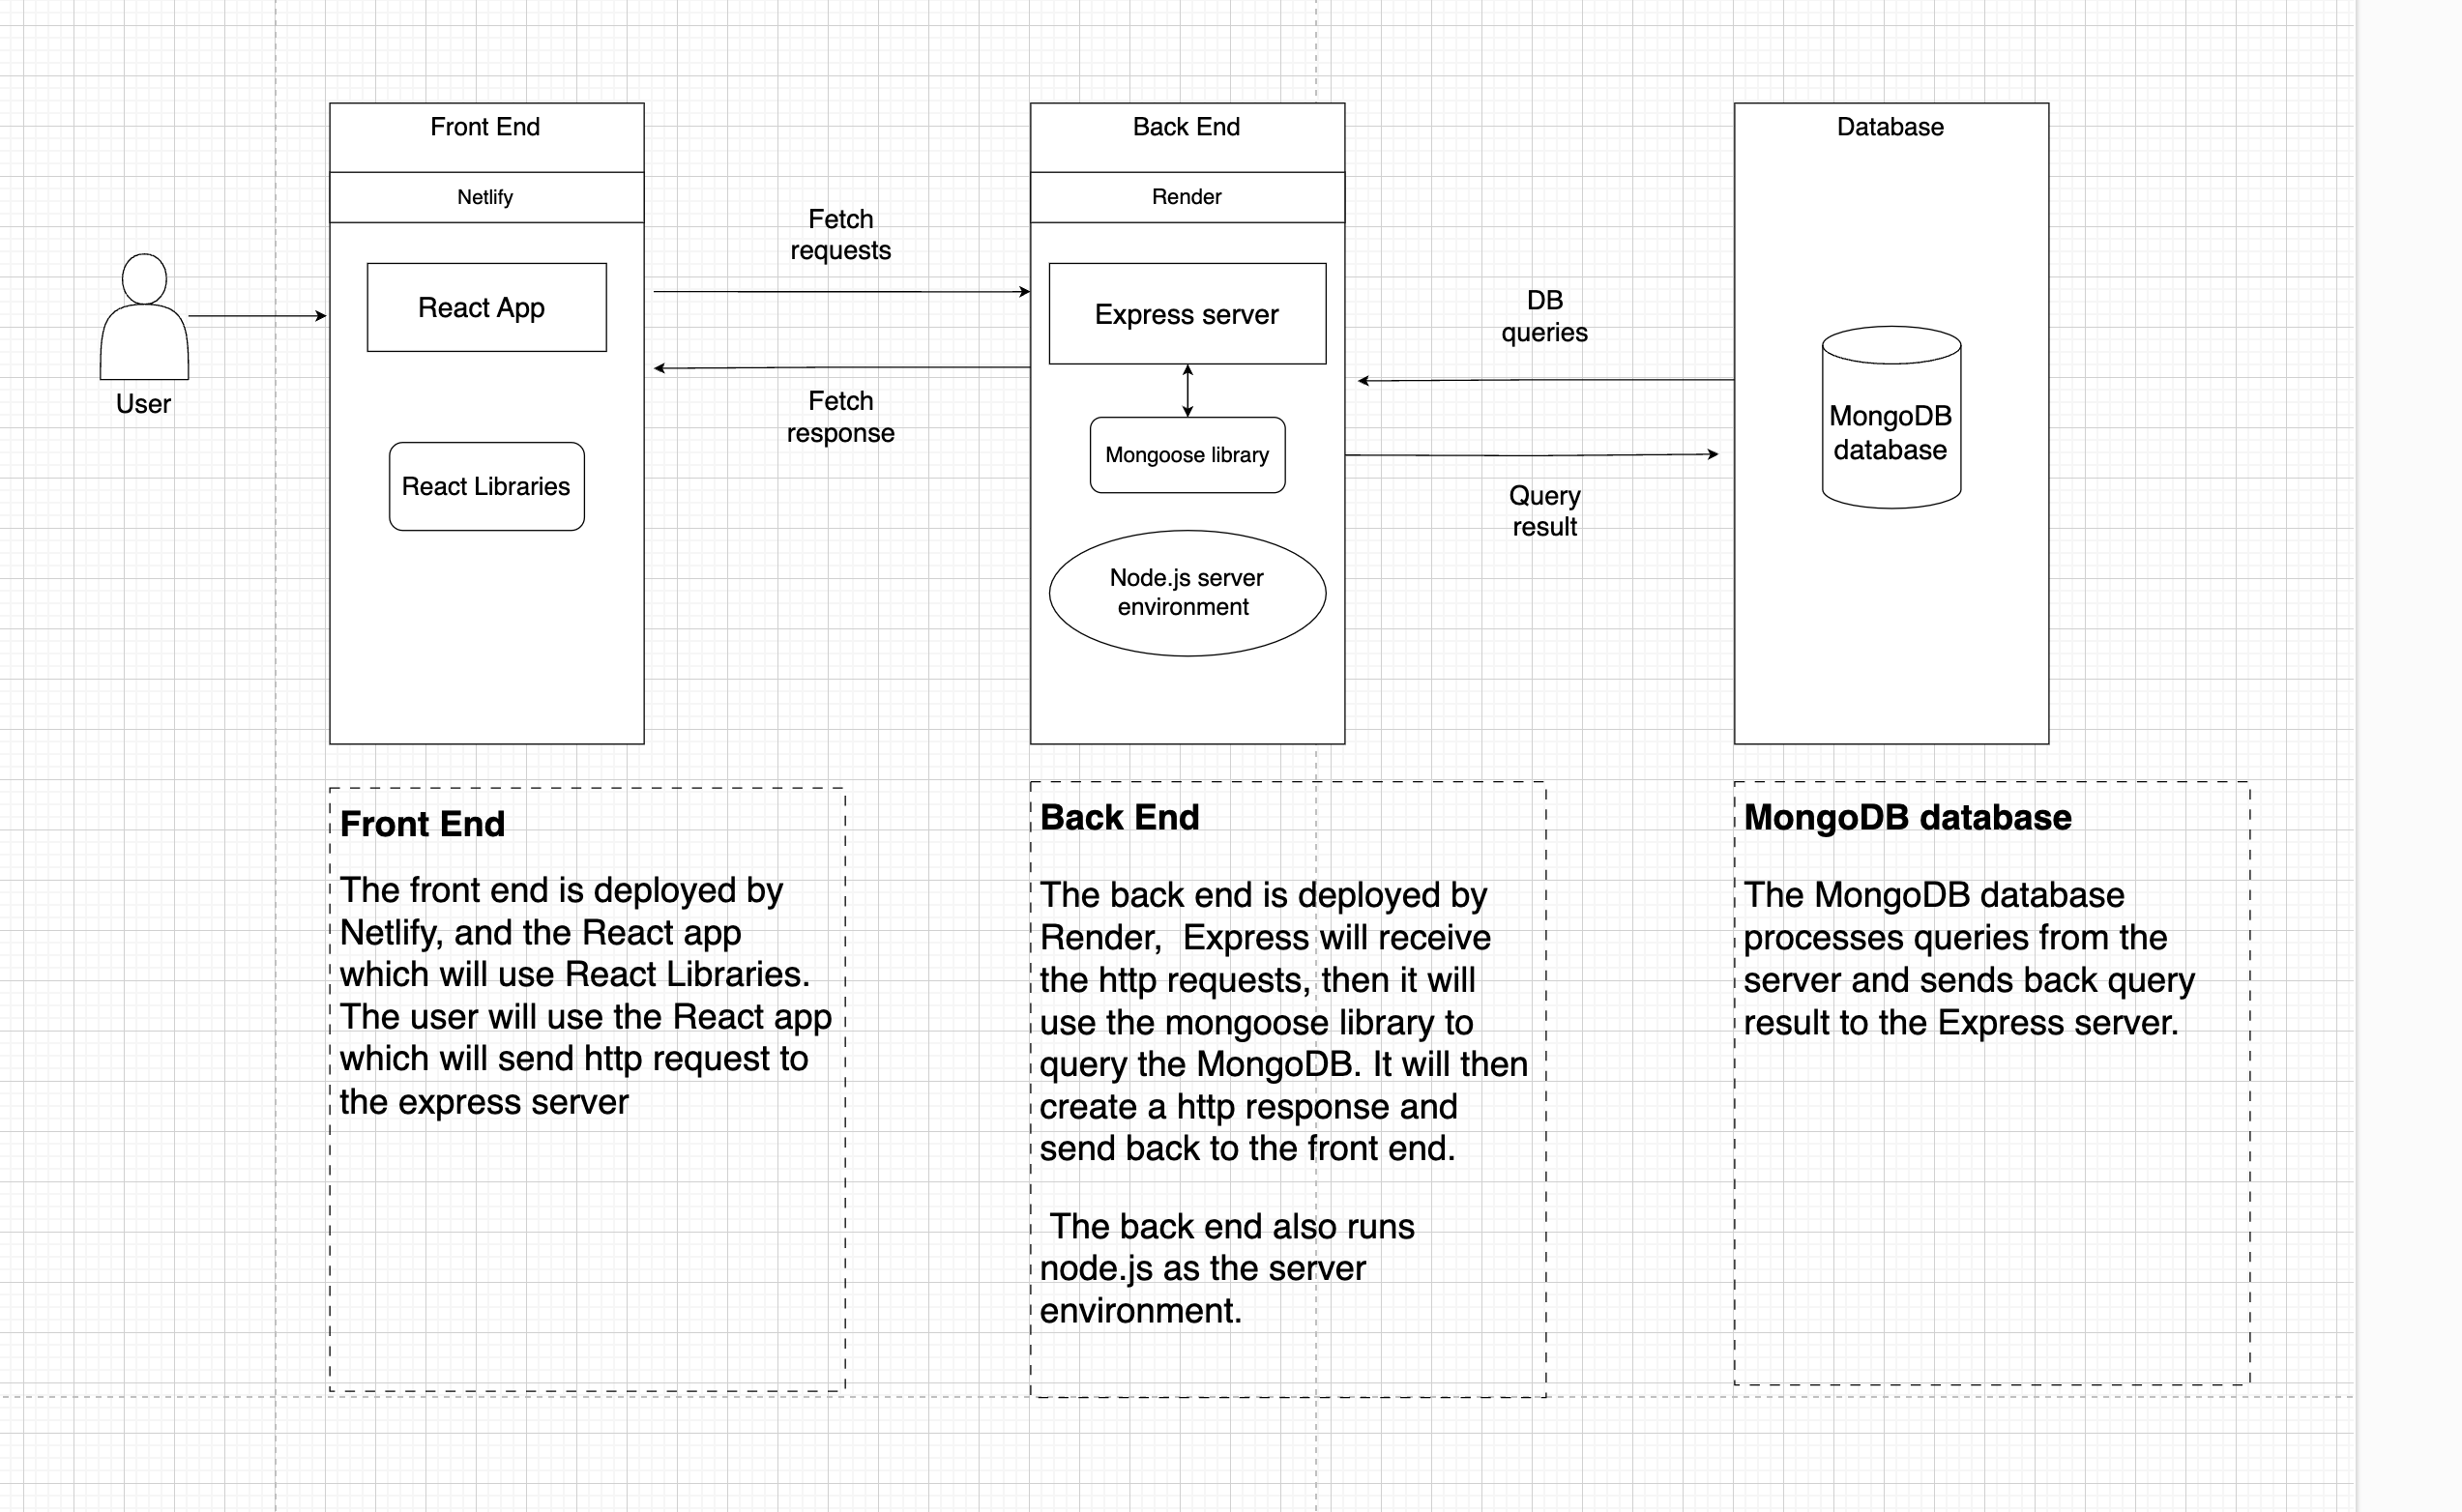 Front End
Netlify
React App
React Libraries
User
Fetch
requests
Fetch
response
Back End
Render
Express server
Mongoose library
Node.js server
environment
DB
queries
Query
result
Database
MongoDB
database
Front End
The front end is deployed by
Netlify, and the React app
which will use React Libraries.
The user will use the React app
which will send http request to
the express server
Back End
The back end is deployed by
Render,  Express will receive
the http requests, then it will
use the mongoose library to
query the MongoDB. It will then
create a http response and
send back to the front end.
The back end also runs
node.js as the server
environment.
MongoDB database
The MongoDB database
processes queries from the
server and sends back query
result to the Express server.